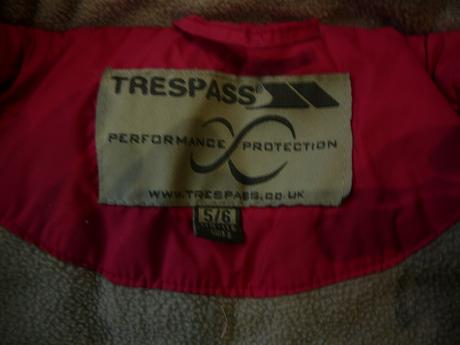 TRESPASS®
PERFORMANCE PROTECTION
WWW.TRESPASS.CO.UK
5/6